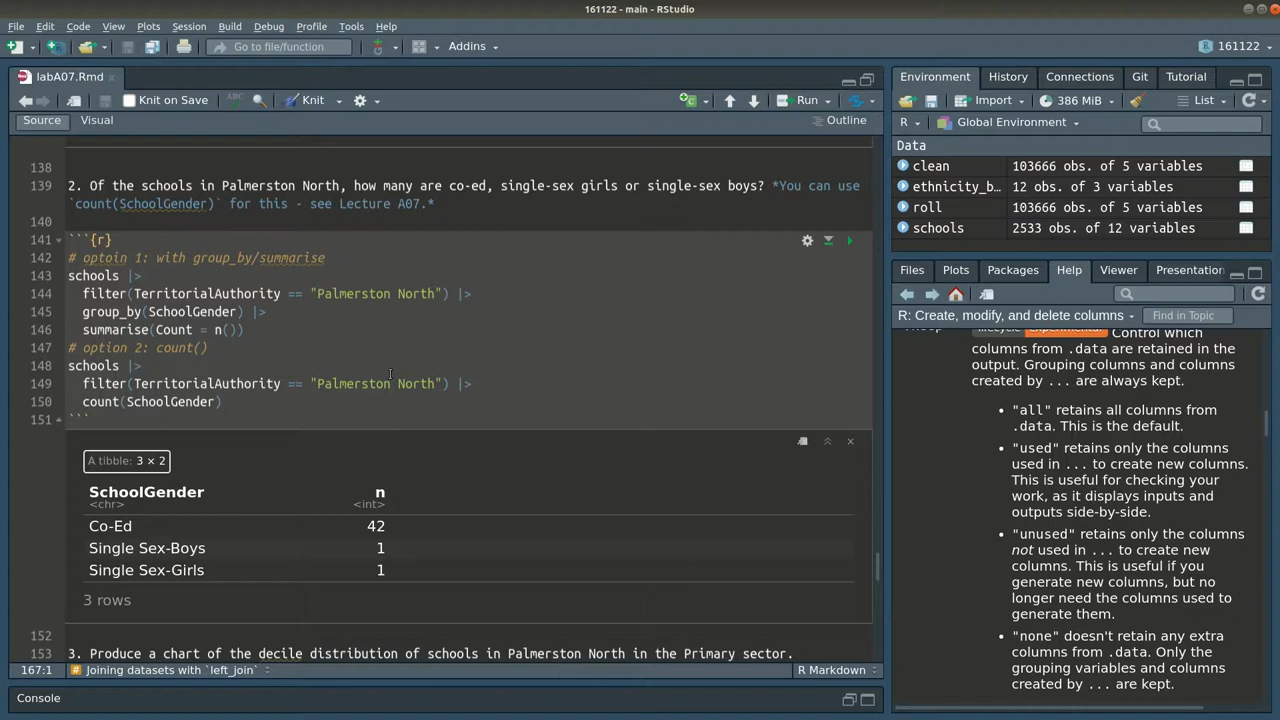 161122 - main - RStudio
File Edit Code View Plots Session Build Debug Profile Tools Help
Go to file/function
Addins
161122
labA07.Rmd
Knit on Save
ABC
Knit
Run
Source
Visual
Outline
138
139 2. Of the schools in Palmerston North, how many are co-ed, single-sex girls or single-sex boys? *You can use
`count(SchoolGender)` for this - see Lecture A07.*
140
141 ```{r}
142 # optoin 1: with group_by/summarise
143 schools |>
144 filter(TerritorialAuthority == "Palmerston North") |>
145 group_by(SchoolGender) |>
146 summarise(Count = n())
147 # option 2: count()
148 schools |>
149 filter(TerritorialAuthority == "Palmerston North") |>
150 count(SchoolGender)
151 ```
A tibble: 3 × 2
SchoolGender n
<chr> <int>
Co-Ed 42
Single Sex-Boys 1
Single Sex-Girls 1
3 rows
152
153 3. Produce a chart of the decile distribution of schools in Palmerston North in the Primary sector.
167:1 # Joining datasets with `left_join`
R Markdown
Console
Environment History Connections Git Tutorial
Import 386 MiB List
R Global Environment
Data
clean 103666 obs. of 5 variables
ethnicity_b… 12 obs. of 3 variables
roll 103666 obs. of 5 variables
schools 2533 obs. of 12 variables
Files Plots Packages Help Viewer Presentation
R: Create, modify, and delete columns
Find in Topic
Control which
columns from .data are retained in the
output. Grouping columns and columns
created by ... are always kept.
• "all" retains all columns from
.data. This is the default.
• "used" retains only the columns
used in ... to create new columns.
This is useful for checking your
work, as it displays inputs and
outputs side-by-side.
• "unused" retains only the columns
not used in ... to create new
columns. This is useful if you
generate new columns, but no
longer need the columns used to
generate them.
• "none" doesn't retain any extra
columns from .data. Only the
grouping variables and columns
created by ... are kept.